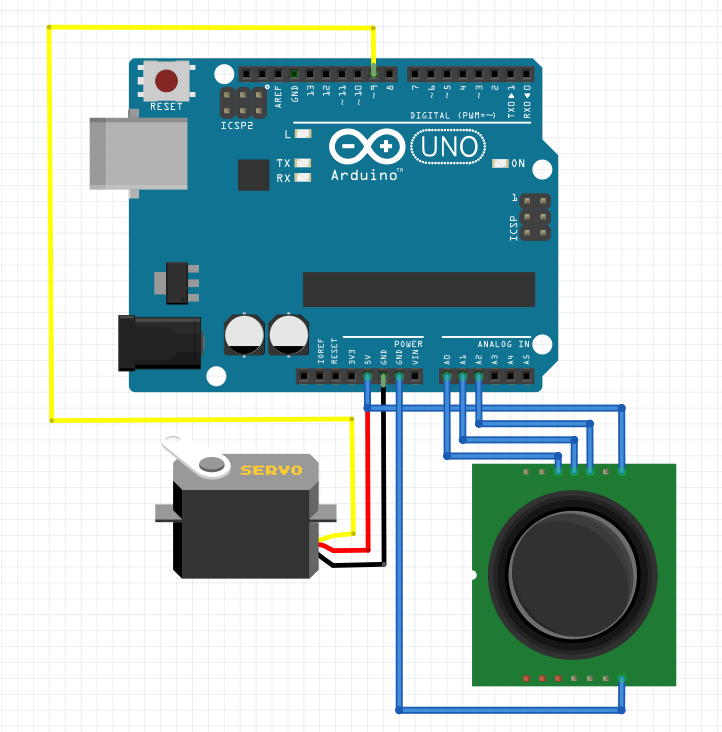 RESET
ICSP2
AREF
GND
13
12
~11
~10
~9
8
7
~6
~5
4
~3
2
TXD▶1
RXD◀0
DIGITAL (PWM=~)
L
TX
RX
Arduino™
UNO
ON
1
ICSP
POWER
ANALOG IN
IOREF
RESET
3V3
5V
GND
GND
VIN
A0
A1
A2
A3
A4
A5
SERVO